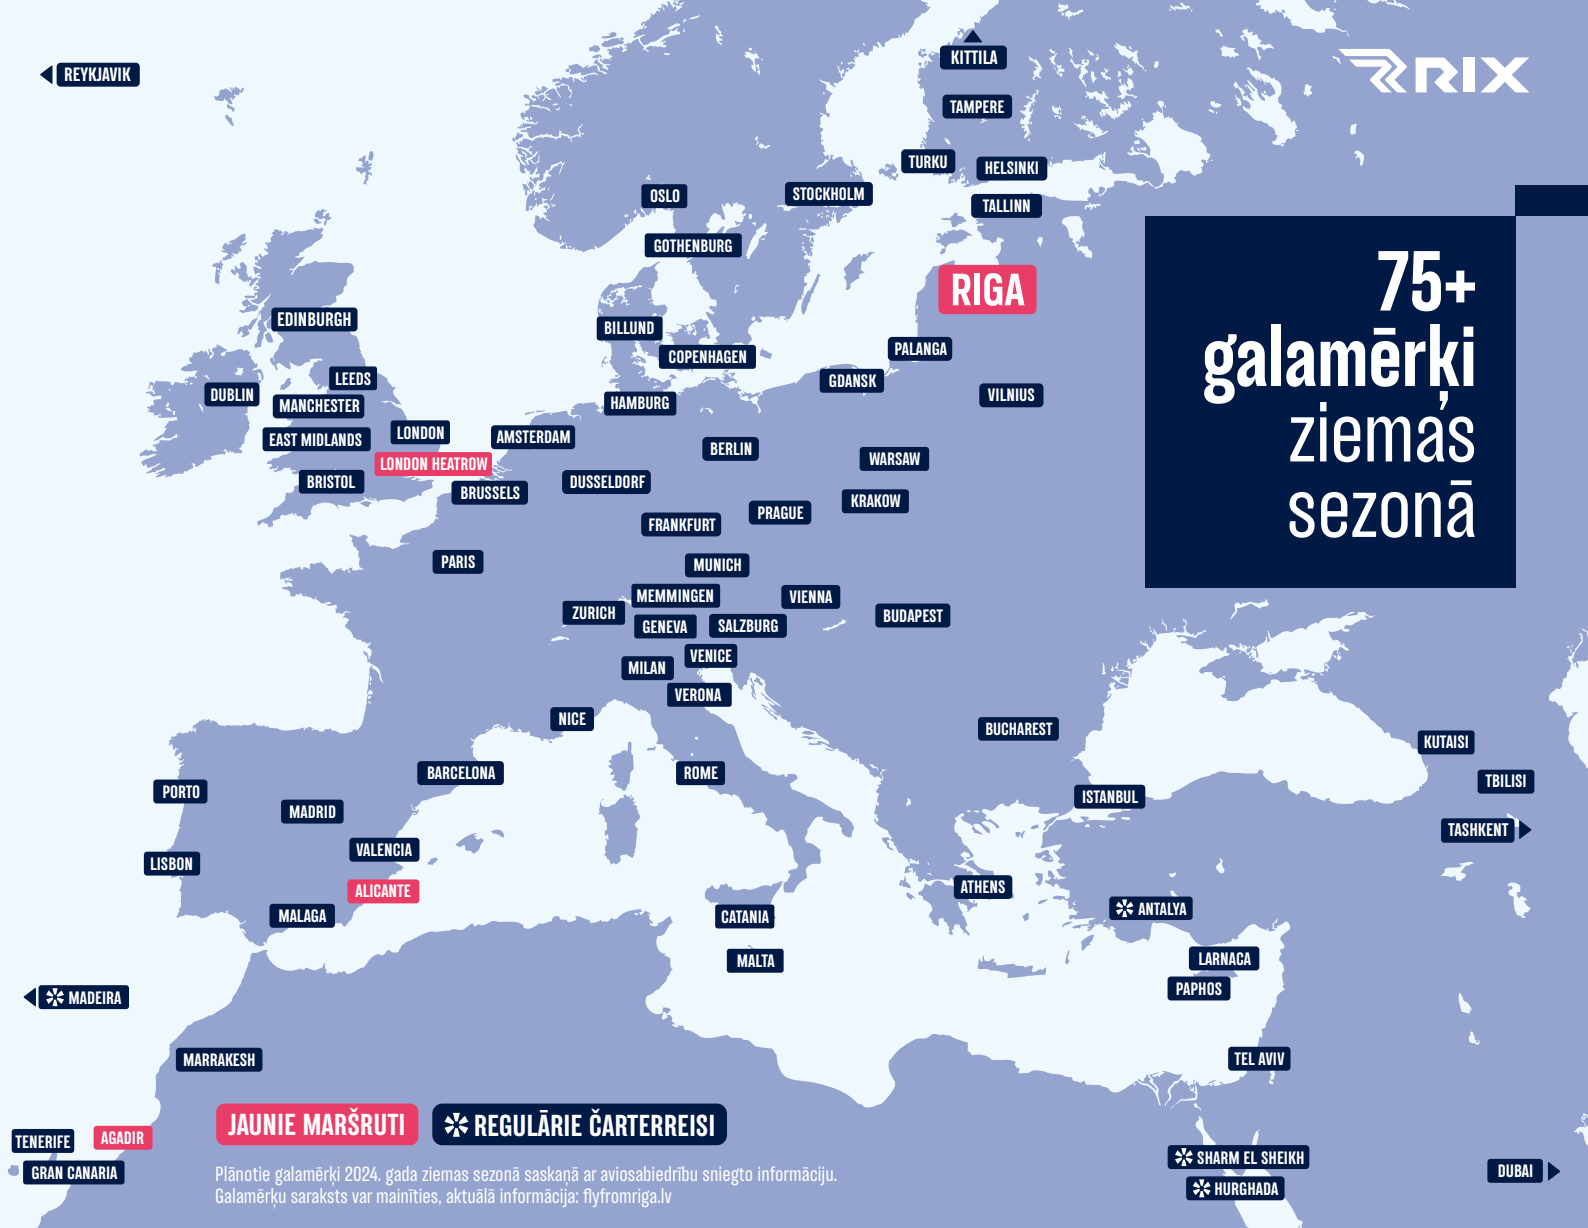 REYKJAVIK
KITTILA
RIX
TAMPERE
TURKU
HELSINKI
OSLO
STOCKHOLM
TALLINN
GOTHENBURG
RIGA
75+
galamērķi
ziemas
sezonā
EDINBURGH
BILLUND
COPENHAGEN
PALANGA
LEEDS
GDANSK
DUBLIN
MANCHESTER
HAMBURG
VILNIUS
EAST MIDLANDS
LONDON
AMSTERDAM
BERLIN
LONDON HEATROW
WARSAW
BRISTOL
BRUSSELS
DUSSELDORF
KRAKOW
FRANKFURT
PRAGUE
PARIS
MUNICH
MEMMINGEN
VIENNA
ZURICH
GENEVA
SALZBURG
BUDAPEST
MILAN
VENICE
VERONA
NICE
BUCHAREST
KUTAISI
BARCELONA
ROME
TBILISI
PORTO
MADRID
ISTANBUL
TASHKENT
VALENCIA
LISBON
ALICANTE
ATHENS
MALAGA
CATANIA
ANTALYA
MALTA
LARNACA
PAPHOS
MADEIRA
MARRAKESH
TEL AVIV
TENERIFE
AGADIR
GRAN CANARIA
JAUNIE MARŠRUTI
REGULĀRIE ČARTERREISI
SHARM EL SHEIKH
HURGHADA
DUBAI
Plānotie galamērķi 2024. gada ziemas sezonā saskaņā ar aviosabiedrību sniegto informāciju.
Galamērķu saraksts var mainīties, aktuālā informācija: flyfromriga.lv